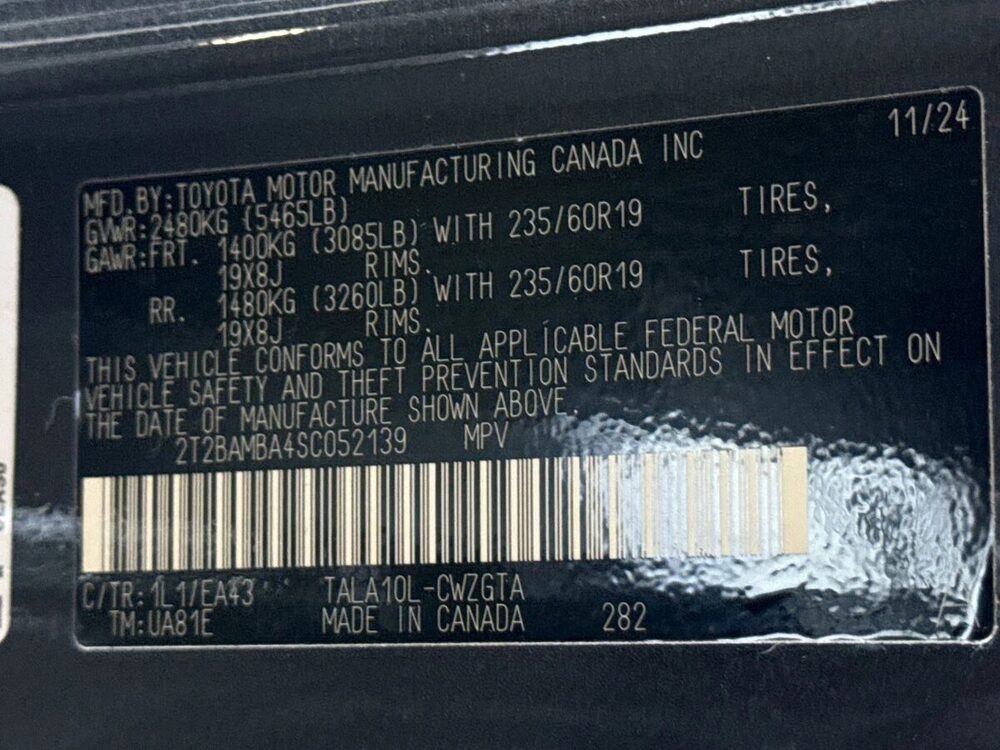 11/24
MFD.BY:TOYOTA MOTOR MANUFACTURING CANADA INC
GVWR:2480KG (5465LB)
GAWR:FRT. 1400KG (3085LB) WITH 235/60R19 TIRES,
19X8J RIMS.
RR. 1480KG (3260LB) WITH 235/60R19 TIRES,
19X8J RIMS.
THIS VEHICLE CONFORMS TO ALL APPLICABLE FEDERAL MOTOR
VEHICLE SAFETY AND THEFT PREVENTION STANDARDS IN EFFECT ON
THE DATE OF MANUFACTURE SHOWN ABOVE.
2T2BAMBA4SC052139 MPV
C/TR:1L1/EA43 TALA10L-CWZGTA
TM:UA81E MADE IN CANADA 282